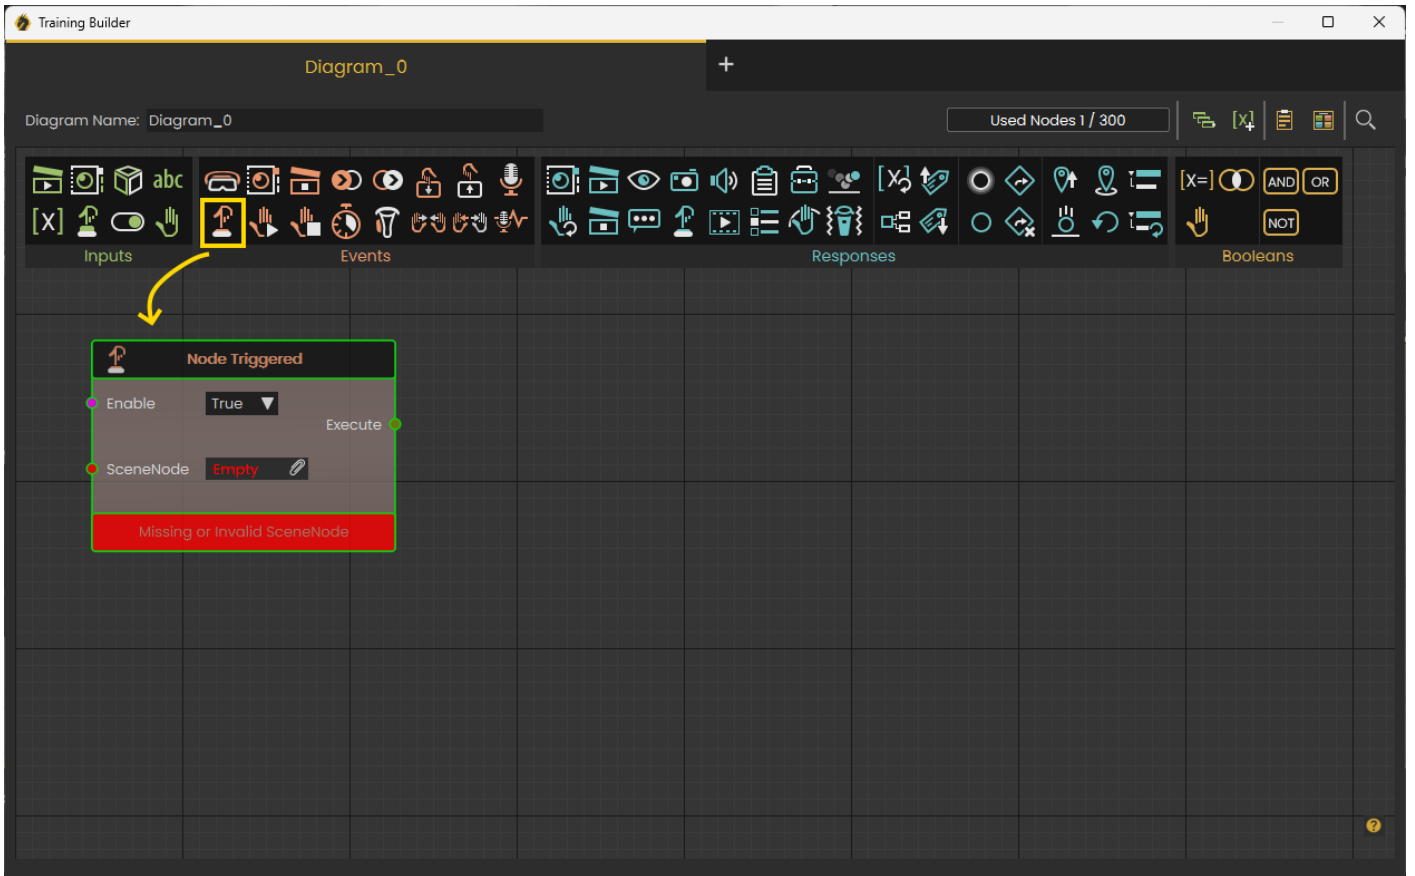 Training Builder
Diagram_0
+
Diagram Name: Diagram_0
Used Nodes 1 / 300
[x]
abc
[X]
[X=]
AND
OR
[x]
NOT
Inputs
Events
Responses
Booleans
Node Triggered
Enable
True
Execute
SceneNode
Empty
Missing or Invalid SceneNode
?